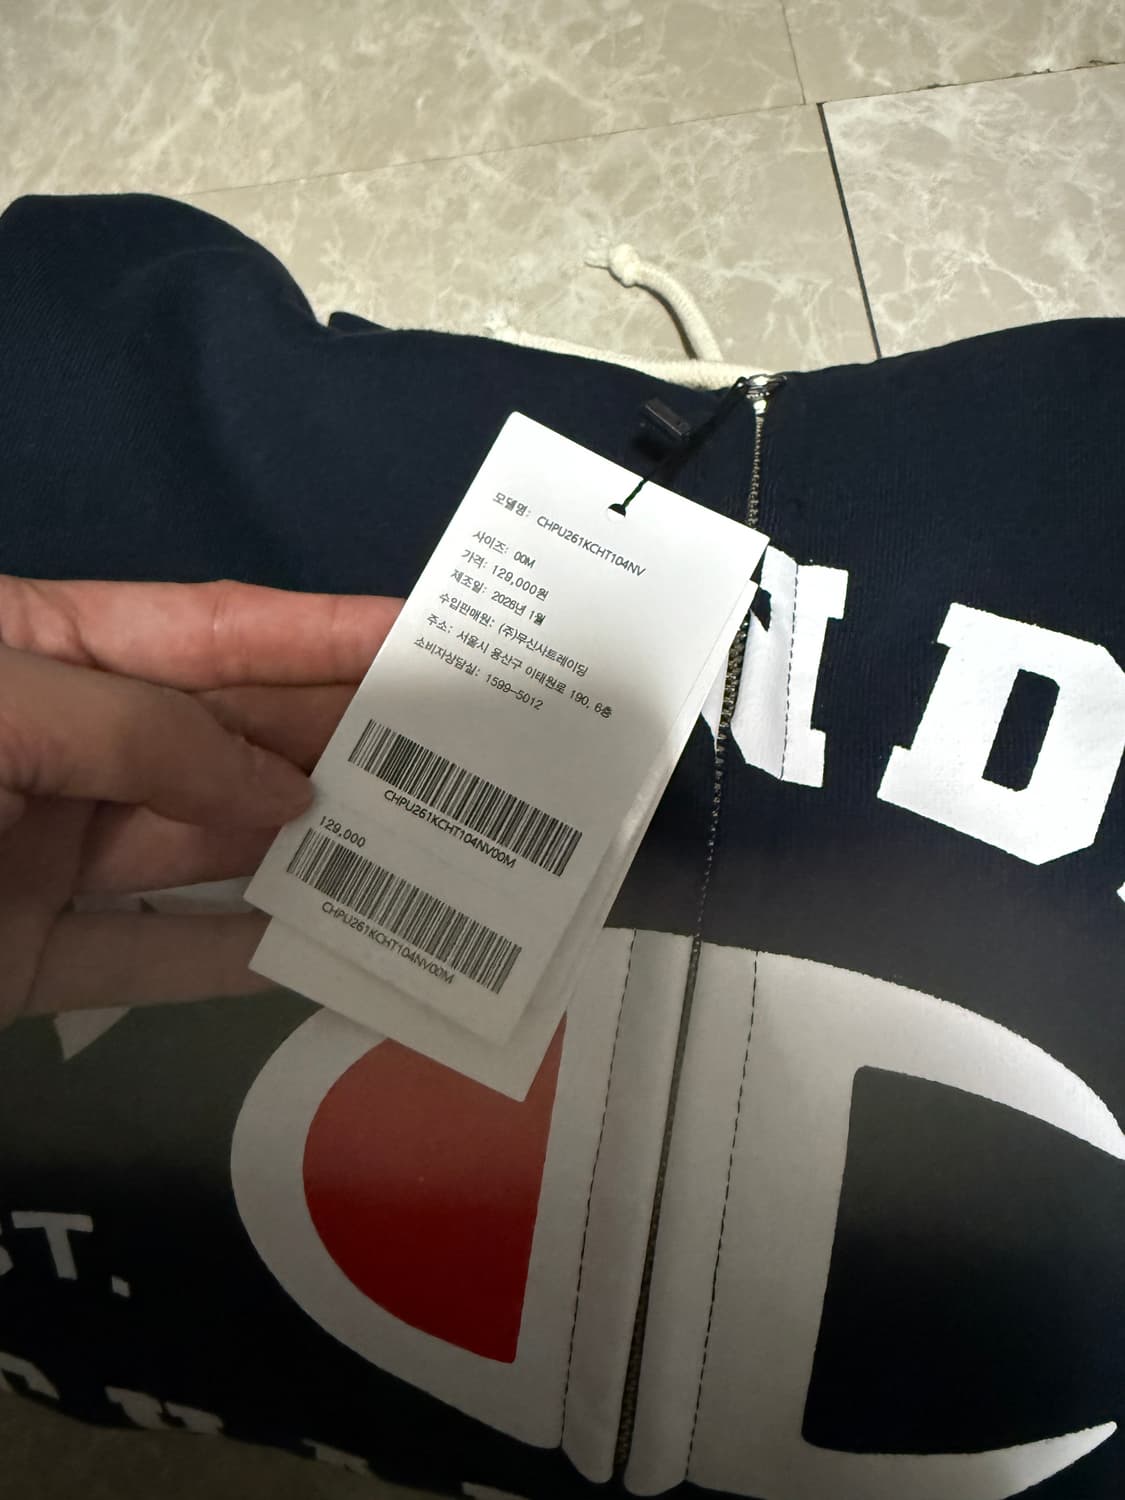 모델명: CHPU261KCHT104NV
사이즈: 00M
가격: 129,000원
제조일: 2026년 1월
수입판매원: (주)무신사트레이딩
주소: 서울시 용산구 이태원로 190, 6층
소비자상담실: 1599-5012
CHPU261KCHT104NV00M
129,000
CHPU261KCHT104NV00M
ND
ST.